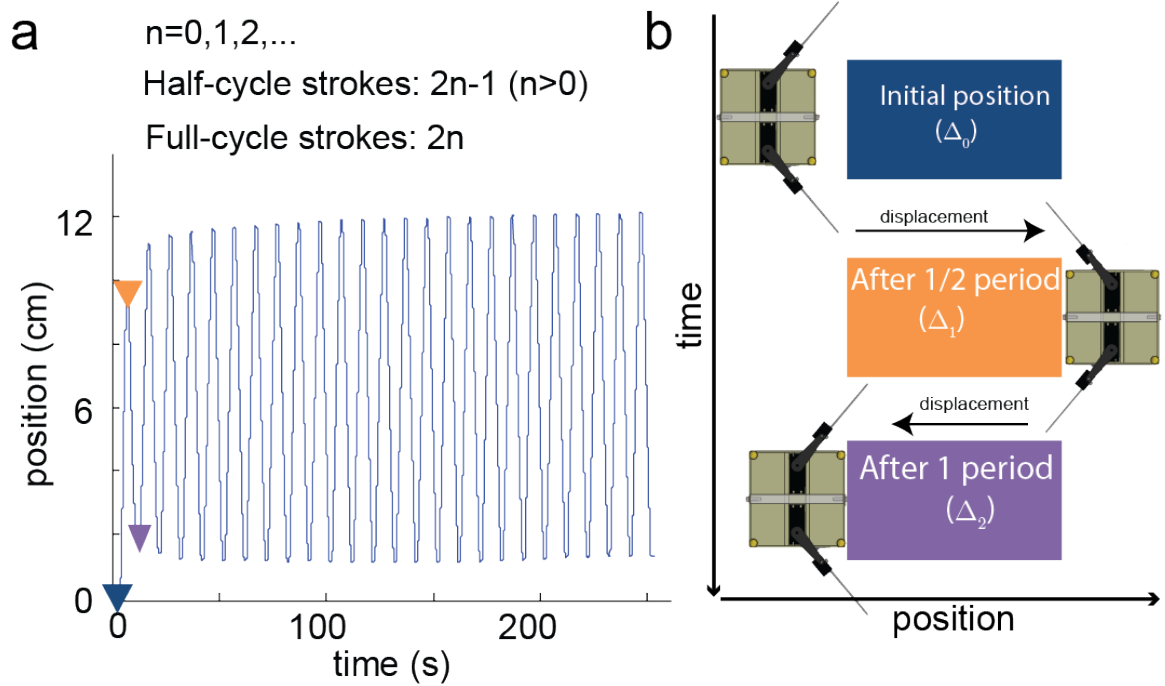 a
n=0,1,2,...
Half-cycle strokes: 2n-1 (n>0)
Full-cycle strokes: 2n
12
6
0
position (cm)
0
100
200
time (s)
b
time
Initial position
(Δ₀)
displacement
After 1/2 period
(Δ₁)
displacement
After 1 period
(Δ₂)
position